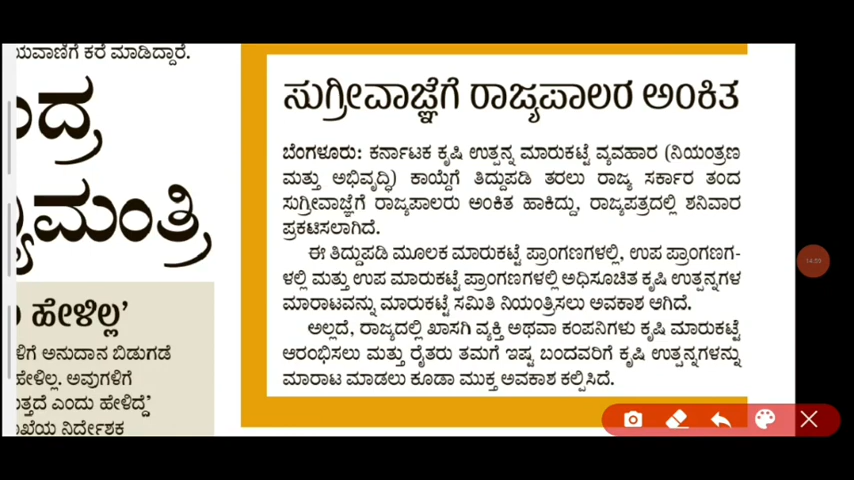 ಯುವಾಣಿಗೆ ಕರೆ ಮಾಡಿದ್ದಾರೆ.
ಂದ್ರ
ಮಂತ್ರಿ
ಹೇಳಿಲ್ಲ’
ಳಿಗೆ ಅನುದಾನ ಬಿಡುಗಡೆ
ಹೇಳಿಲ್ಲ. ಅವುಗಳಿಗೆ
ತ್ತದೆ ಎಂದು ಹೇಳಿದ್ದೆ’
ಖೆಯ ನಿರ್ದೇಶಕ
ಸುಗ್ರೀವಾಜ್ಞೆಗೆ ರಾಜ್ಯಪಾಲರ ಅಂಕಿತ
ಬೆಂಗಳೂರು: ಕರ್ನಾಟಕ ಕೃಷಿ ಉತ್ಪನ್ನ ಮಾರುಕಟ್ಟೆ ವ್ಯವಹಾರ (ನಿಯಂತ್ರಣ
ಮತ್ತು ಅಭಿವೃದ್ಧಿ) ಕಾಯ್ದೆಗೆ ತಿದ್ದುಪಡಿ ತರಲು ರಾಜ್ಯ ಸರ್ಕಾರ ತಂದ
ಸುಗ್ರೀವಾಜ್ಞೆಗೆ ರಾಜ್ಯಪಾಲರು ಅಂಕಿತ ಹಾಕಿದ್ದು, ರಾಜ್ಯಪತ್ರದಲ್ಲಿ ಶನಿವಾರ
ಪ್ರಕಟಿಸಲಾಗಿದೆ.
ಈ ತಿದ್ದುಪಡಿ ಮೂಲಕ ಮಾರುಕಟ್ಟೆ ಪ್ರಾಂಗಣಗಳಲ್ಲಿ, ಉಪ ಪ್ರಾಂಗಣಗ-
ಳಲ್ಲಿ ಮತ್ತು ಉಪ ಮಾರುಕಟ್ಟೆ ಪ್ರಾಂಗಣಗಳಲ್ಲಿ ಅಧಿಸೂಚಿತ ಕೃಷಿ ಉತ್ಪನ್ನಗಳ
ಮಾರಾಟವನ್ನು ಮಾರುಕಟ್ಟೆ ಸಮಿತಿ ನಿಯಂತ್ರಿಸಲು ಅವಕಾಶ ಆಗಿದೆ.
ಅಲ್ಲದೆ, ರಾಜ್ಯದಲ್ಲಿ ಖಾಸಗಿ ವ್ಯಕ್ತಿ ಅಥವಾ ಕಂಪನಿಗಳು ಕೃಷಿ ಮಾರುಕಟ್ಟೆ
ಆರಂಭಿಸಲು ಮತ್ತು ರೈತರು ತಮಗೆ ಇಷ್ಟ ಬಂದವರಿಗೆ ಕೃಷಿ ಉತ್ಪನ್ನಗಳನ್ನು
ಮಾರಾಟ ಮಾಡಲು ಕೂಡಾ ಮುಕ್ತ ಅವಕಾಶ ಕಲ್ಪಿಸಿದೆ.
14:59